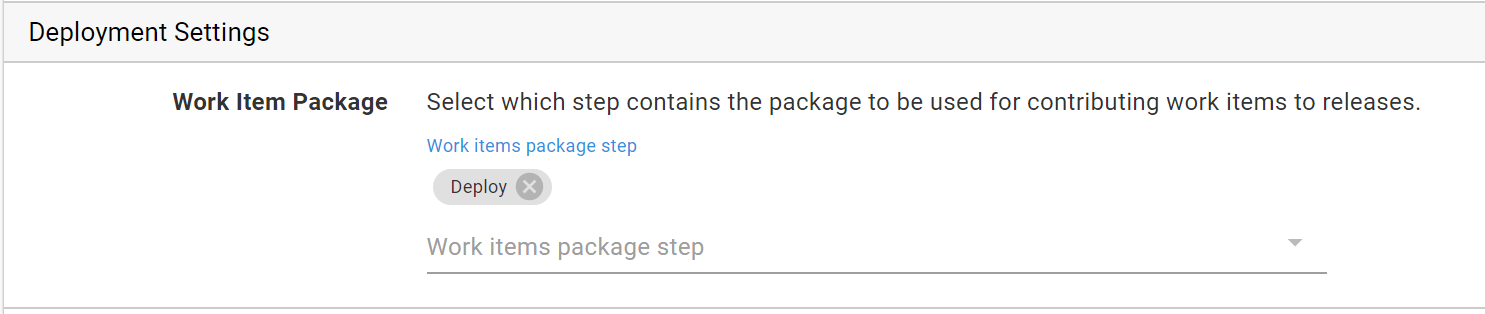 Deployment Settings
Work Item Package
Select which step contains the package to be used for contributing work items to releases.
Work items package step
Deploy
Work items package step